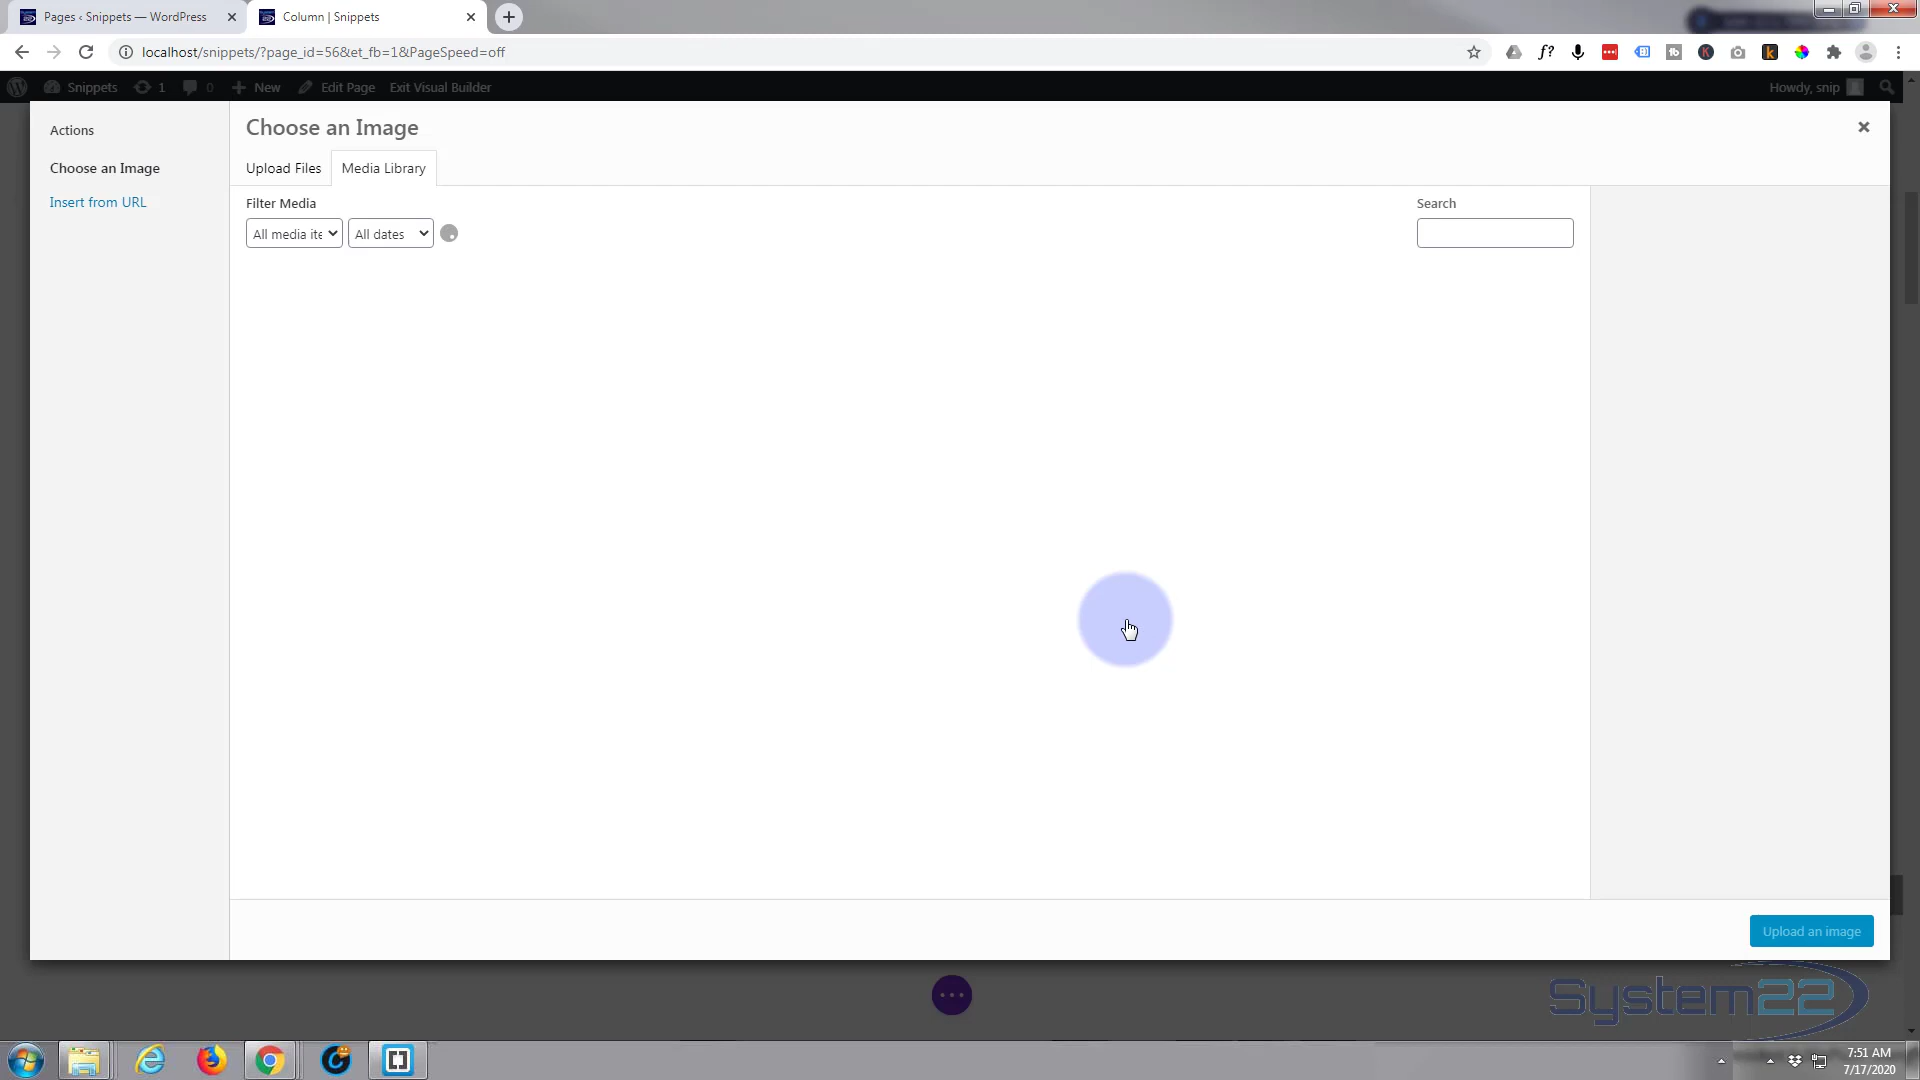 Pages ‹ Snippets — WordPress
Column | Snippets
localhost/snippets/?page_id=56&et_fb=1&PageSpeed=off
Snippets 1 0 New Edit Page Exit Visual Builder
Howdy, snip
Actions
Choose an Image
Insert from URL
Choose an Image
Upload Files
Media Library
Filter Media
All media ite
All dates
Search
Upload an image
System22
7:51 AM
7/17/2020